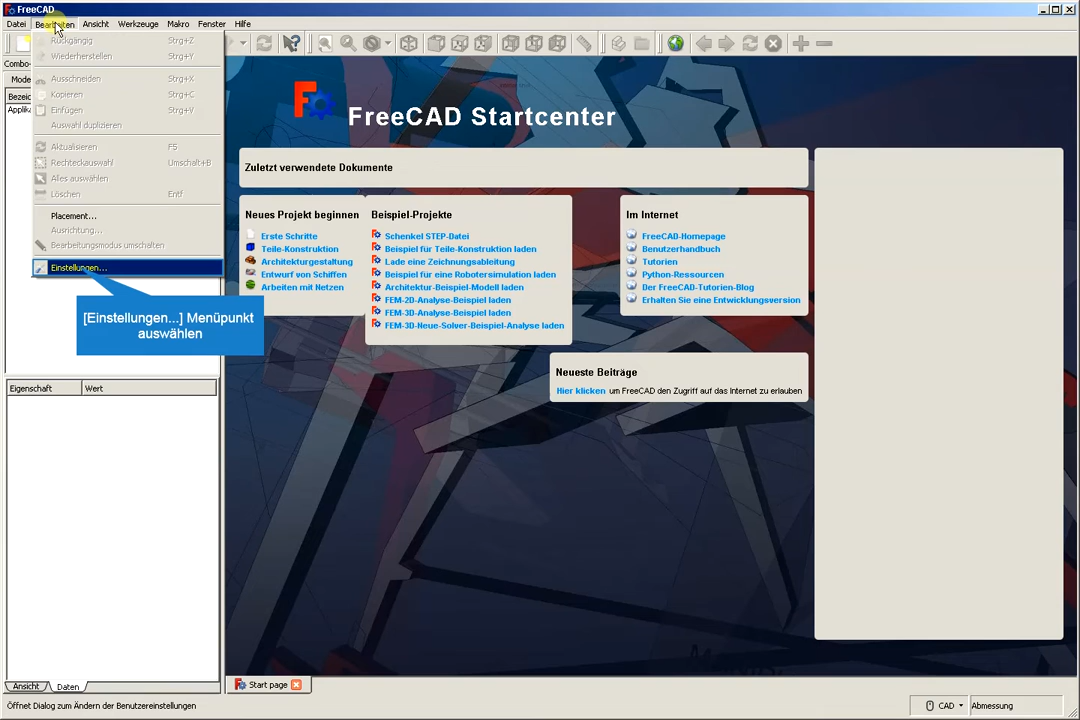 FreeCAD
Datei Bearbeiten Ansicht Werkzeuge Makro Fenster Hilfe
Rückgängig Strg+Z
Wiederherstellen Strg+Y
Ausschneiden Strg+X
Kopieren Strg+C
Einfügen Strg+V
Auswahl duplizieren
Aktualisieren F5
Rechteckauswahl Umschalt+B
Alles auswählen
Löschen Entf
Placement...
Ausrichtung...
Bearbeitungsmodus umschalten
Einstellungen...
[Einstellungen...] Menüpunkt
auswählen
Combo-
Mode
Bezeic
Applik
Eigenschaft Wert
Ansicht Daten
FreeCAD Startcenter
Zuletzt verwendete Dokumente
Neues Projekt beginnen
Erste Schritte
Teile-Konstruktion
Architekturgestaltung
Entwurf von Schiffen
Arbeiten mit Netzen
Beispiel-Projekte
Schenkel STEP-Datei
Beispiel für Teile-Konstruktion laden
Lade eine Zeichnungsableitung
Beispiel für eine Robotersimulation laden
Architektur-Beispiel-Modell laden
FEM-2D-Analyse-Beispiel laden
FEM-3D-Analyse-Beispiel laden
FEM-3D-Neue-Solver-Beispiel-Analyse laden
Im Internet
FreeCAD-Homepage
Benutzerhandbuch
Tutorien
Python-Ressourcen
Der FreeCAD-Tutorien-Blog
Erhalten Sie eine Entwicklungsversion
Neueste Beiträge
Hier klicken um FreeCAD den Zugriff auf das Internet zu erlauben
Start page
Öffnet Dialog zum Ändern der Benutzereinstellungen
CAD
Abmessung